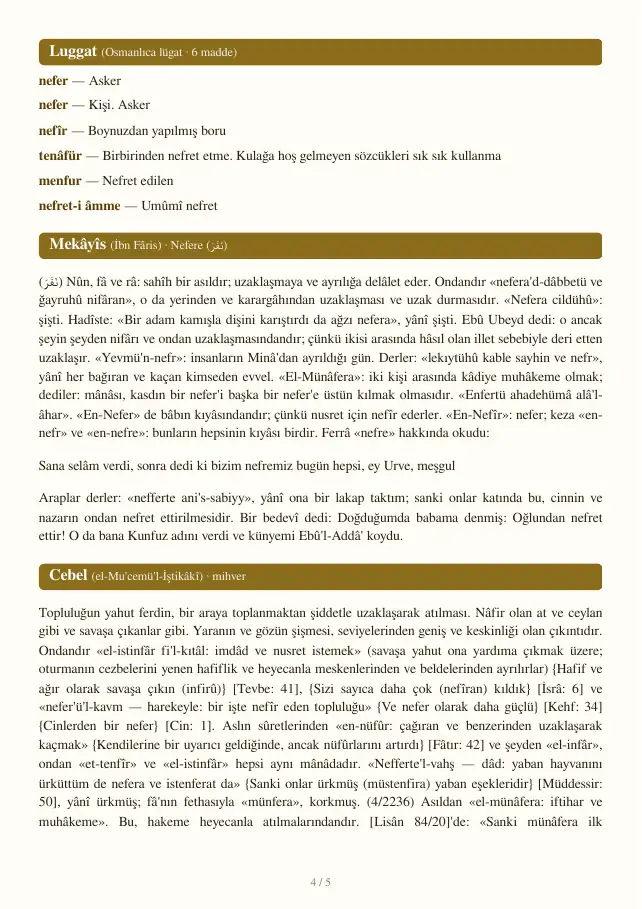 Luggat (Osmanlıca lügat · 6 madde)
nefer — Asker
nefer — Kişi. Asker
nefîr — Boynuzdan yapılmış boru
tenâfür — Birbirinden nefret etme. Kulağa hoş gelmeyen sözcükleri sık sık kullanma
menfur — Nefret edilen
nefret-i âmme — Umûmî nefret
Mekâyîs (İbn Fâris) · Nefere (نَفَرَ)
(نَفَرَ) Nûn, fâ ve râ: sahîh bir asıldır; uzaklaşmaya ve ayrılığa delâlet eder. Ondandır «nefera'd-dâbbetü ve
ğayruhû nifâran», o da yerinden ve karargâhından uzaklaşması ve uzak durmasıdır. «Nefera cildühû»:
şişti. Hadîste: «Bir adam kamışla dişini karıştırdı da ağzı nefera», yânî şişti. Ebû Ubeyd dedi: o ancak
şeyin şeyden nifârı ve ondan uzaklaşmasındandır; çünkü ikisi arasında hâsıl olan illet sebebiyle deri etten
uzaklaşır. «Yevmü'n-nefr»: insanların Minâ'dan ayrıldığı gün. Derler: «lekıytühû kable sayhin ve nefr»,
yânî her bağıran ve kaçan kimseden evvel. «El-Münâfera»: iki kişi arasında kâdiye muhâkeme olmak;
dediler: mânâsı, kasdın bir nefer'i başka bir nefer'e üstün kılmak olmasıdır. «Enfertü ahadehümâ alâ'l-
âhar». «En-Nefer» de bâbın kıyâsındandır; çünkü nusret için nefîr ederler. «En-Nefîr»: nefer; keza «en-
nefr» ve «en-nefre»: bunların hepsinin kıyâsı birdir. Ferrâ «nefre» hakkında okudu:
Sana selâm verdi, sonra dedi ki bizim nefremiz bugün hepsi, ey Urve, meşgul
Araplar derler: «nefferte ani's-sabiyy», yânî ona bir lakap taktım; sanki onlar katında bu, cinnin ve
nazarın ondan nefret ettirilmesidir. Bir bedevî dedi: Doğduğumda babama denmiş: Oğlundan nefret
ettir! O da bana Kunfuz adını verdi ve künyemi Ebû'l-Addâ' koydu.
Cebel (el-Mu'cemü'l-İştikâkî) · mihver
Topluluğun yahut ferdin, bir araya toplanmaktan şiddetle uzaklaşarak atılması. Nâfir olan at ve ceylan
gibi ve savaşa çıkanlar gibi. Yaranın ve gözün şişmesi, seviyelerinden geniş ve keskinliği olan çıkıntıdır.
Ondandır «el-istinfâr fi'l-kıtâl: imdâd ve nusret istemek» (savaşa yahut ona yardıma çıkmak üzere;
oturmanın cezbelerini yenen hafiflik ve heyecanla meskenlerinden ve beldelerinden ayrılırlar) {Hafif ve
ağır olarak savaşa çıkın (infirû)} [Tevbe: 41], {Sizi sayıca daha çok (nefîran) kıldık} [İsrâ: 6] ve
«nefer'ü'l-kavm — harekeyle: bir işte nefîr eden topluluğu» {Ve nefer olarak daha güçlü} [Kehf: 34]
{Cinlerden bir nefer} [Cin: 1]. Aslın sûretlerinden «en-nüfûr: çağıran ve benzerinden uzaklaşarak
kaçmak» {Kendilerine bir uyarıcı geldiğinde, ancak nüfûrlarını artırdı} [Fâtır: 42] ve şeyden «el-infâr»,
ondan «et-tenfîr» ve «el-istinfâr» hepsi aynı mânâdadır. «Nefferte'l-vahş — dâd: yaban hayvanını
ürküttüm de nefera ve istenferat da» {Sanki onlar ürkmüş (müstenfira) yaban eşekleridir} [Müddessir:
50], yânî ürkmüş; fâ'nın fethasıyla «münfera», korkmuş. (4/2236) Asıldan «el-münâfera: iftihar ve
muhâkeme». Bu, hakeme heyecanla atılmalarındandır. [Lisân 84/20]'de: «Sanki münâfera ilk
4 / 5